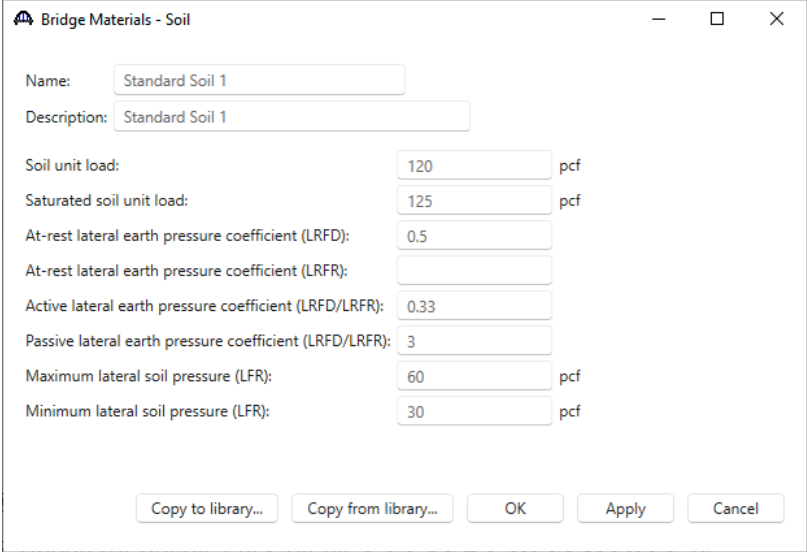 Bridge Materials - Soil
Name: Standard Soil 1
Description: Standard Soil 1
Soil unit load: 120 pcf
Saturated soil unit load: 125 pcf
At-rest lateral earth pressure coefficient (LRFD): 0.5
At-rest lateral earth pressure coefficient (LRFR):
Active lateral earth pressure coefficient (LRFD/LRFR): 0.33
Passive lateral earth pressure coefficient (LRFD/LRFR): 3
Maximum lateral soil pressure (LFR): 60 pcf
Minimum lateral soil pressure (LFR): 30 pcf
Copy to library... Copy from library... OK Apply Cancel